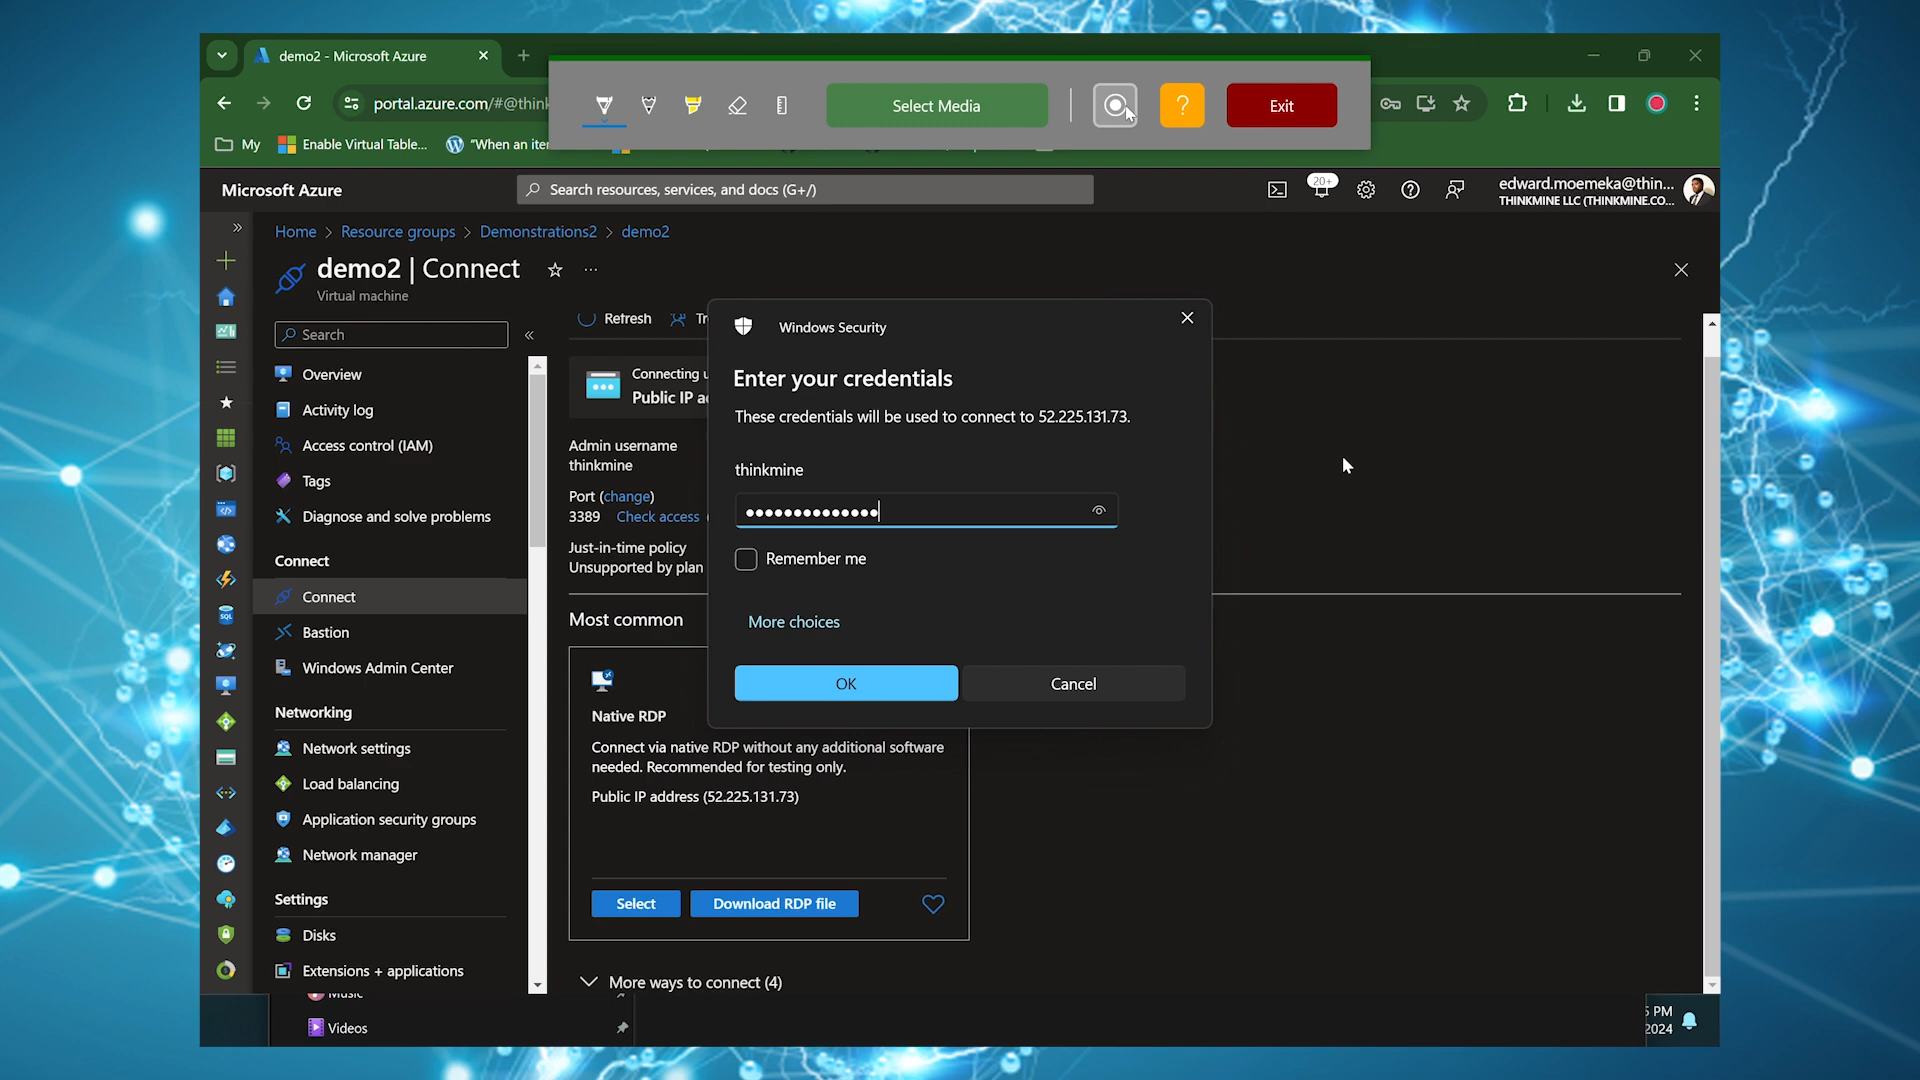 demo2 - Microsoft Azure
portal.azure.com/#@think
Select Media
?
Exit
My
Enable Virtual Table...
"When an iter
Microsoft Azure
Search resources, services, and docs (G+/)
20+
edward.moemeka@thin...
THINKMINE LLC (THINKMINE.CO...
Home > Resource groups > Demonstrations2 > demo2
demo2 | Connect
Virtual machine
Search
Refresh
Overview
Activity log
Access control (IAM)
Tags
Diagnose and solve problems
Connect
Connect
Bastion
Windows Admin Center
Networking
Network settings
Load balancing
Application security groups
Network manager
Settings
Disks
Extensions + applications
Connecting u
Public IP a
Admin username
thinkmine
Port (change)
3389 Check access
Just-in-time policy
Unsupported by plan
Most common
Windows Security
Enter your credentials
These credentials will be used to connect to 52.225.131.73.
thinkmine
Remember me
More choices
OK
Cancel
Native RDP
Connect via native RDP without any additional software
needed. Recommended for testing only.
Public IP address (52.225.131.73)
Select
Download RDP file
More ways to connect (4)
SQL
Music
Videos
PM
2024